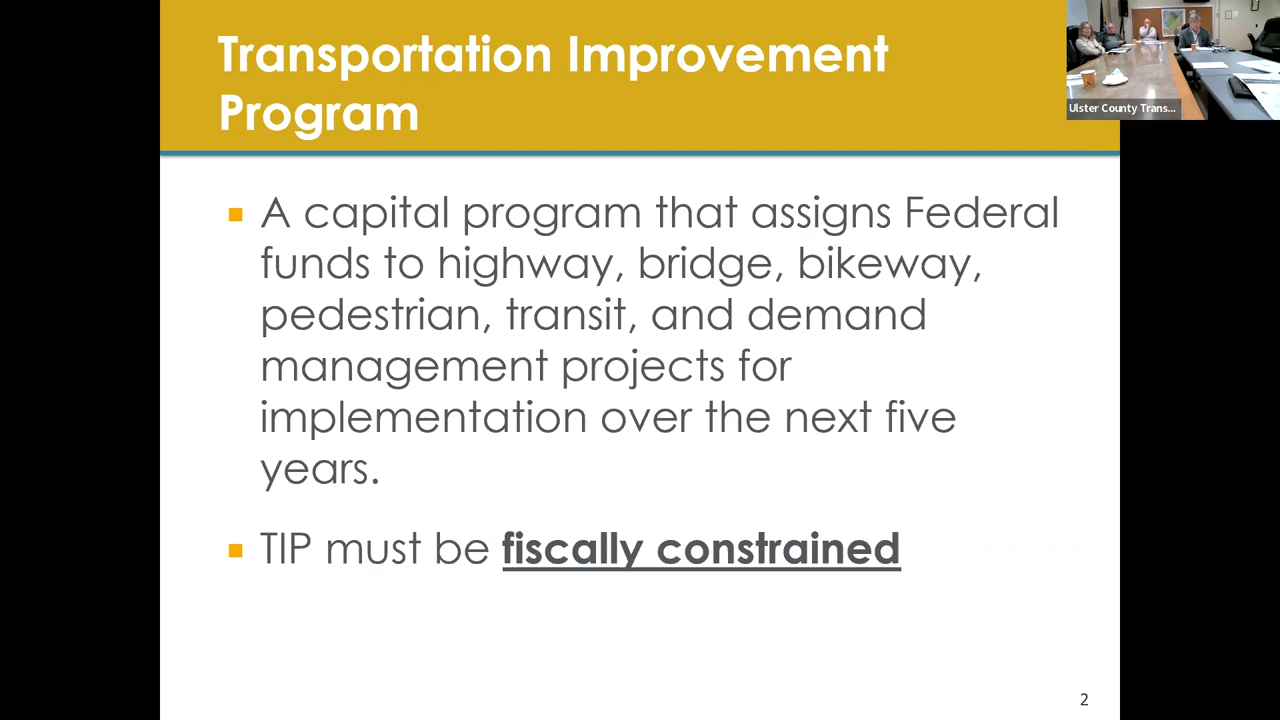 Transportation Improvement
Program
Ulster County Trans...
A capital program that assigns Federal
funds to highway, bridge, bikeway,
pedestrian, transit, and demand
management projects for
implementation over the next five
years.
TIP must be fiscally constrained
2